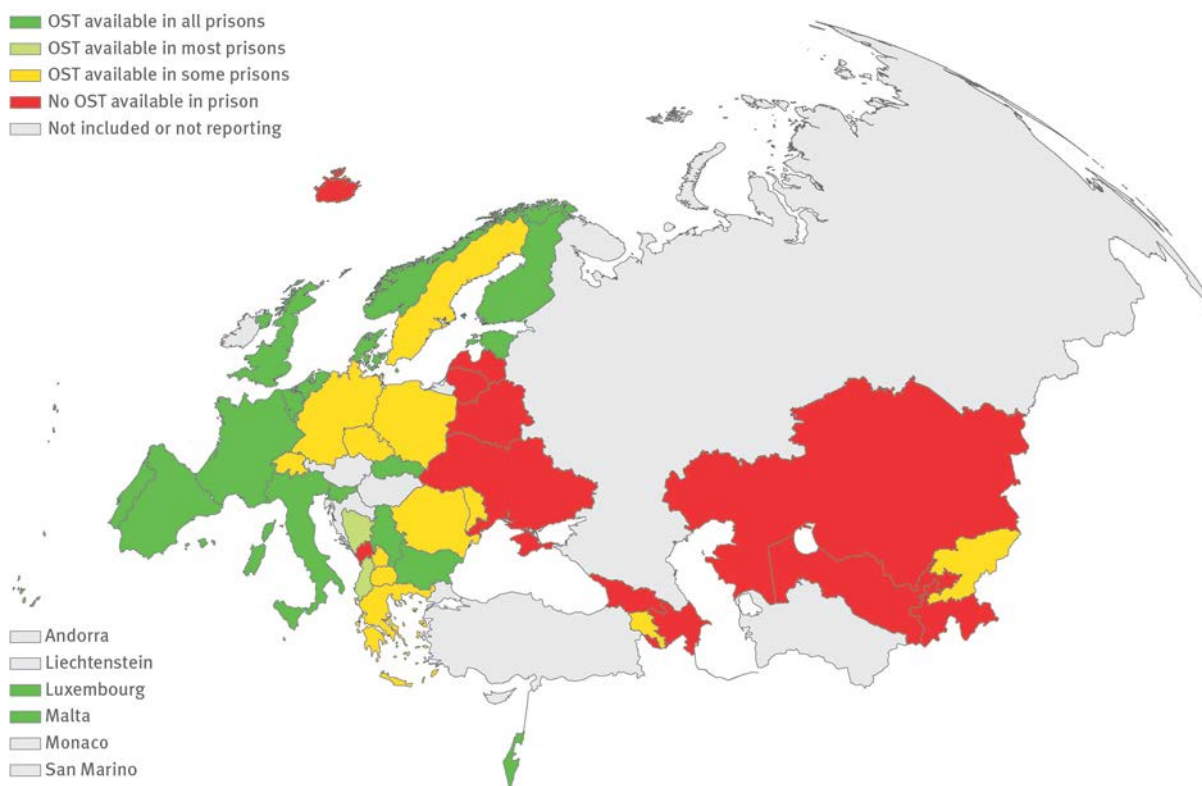 OST available in all prisons
OST available in most prisons
OST available in some prisons
No OST available in prison
Not included or not reporting
Andorra
Liechtenstein
Luxembourg
Malta
Monaco
San Marino